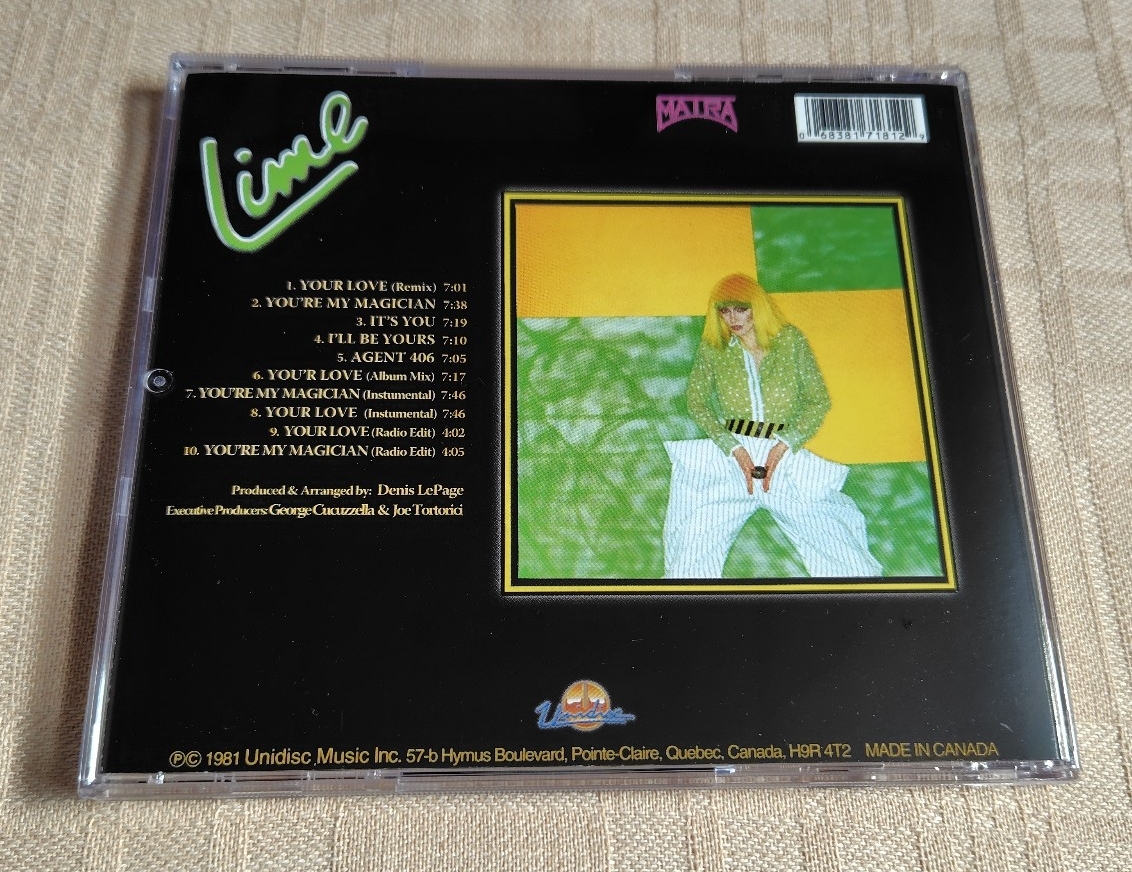 Lime
MATRA
0 68381 71812 9
1. YOUR LOVE (Remix) 7:01
2. YOU'RE MY MAGICIAN 7:38
3. IT'S YOU 7:19
4. I'LL BE YOURS 7:10
5. AGENT 406 7:05
6. YOU'R LOVE (Album Mix) 7:17
7. YOU'RE MY MAGICIAN (Instumental) 7:46
8. YOUR LOVE (Instumental) 7:46
9. YOUR LOVE (Radio Edit) 4:02
10. YOU'RE MY MAGICIAN (Radio Edit) 4:05
Produced & Arranged by: Denis LePage
Executive Producers: George Cucuzzella & Joe Tortorici
Unidisc
℗© 1981 Unidisc Music Inc. 57-b Hymus Boulevard, Pointe-Claire, Quebec, Canada, H9R 4T2 MADE IN CANADA